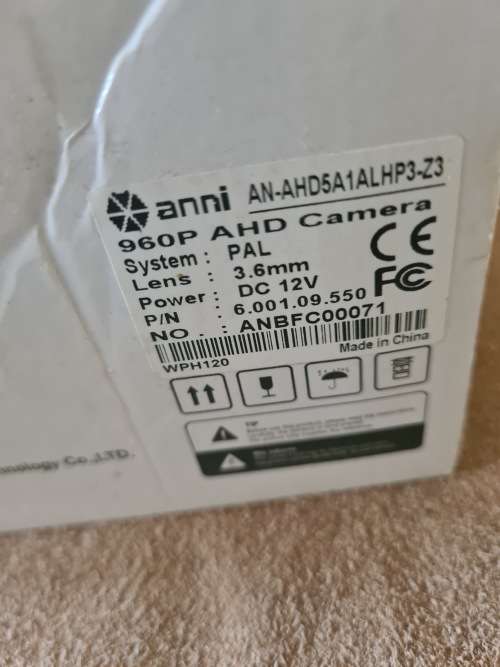 anni AN-AHD5A1ALHP3-Z3
960P AHD Camera
System : PAL
Lens : 3.6mm
Power : DC 12V
P/N : 6.001.09.550
NO . : ANBFC00071
CE
FC
WPH120
Made in China
TIP
nology Co.,LTD.